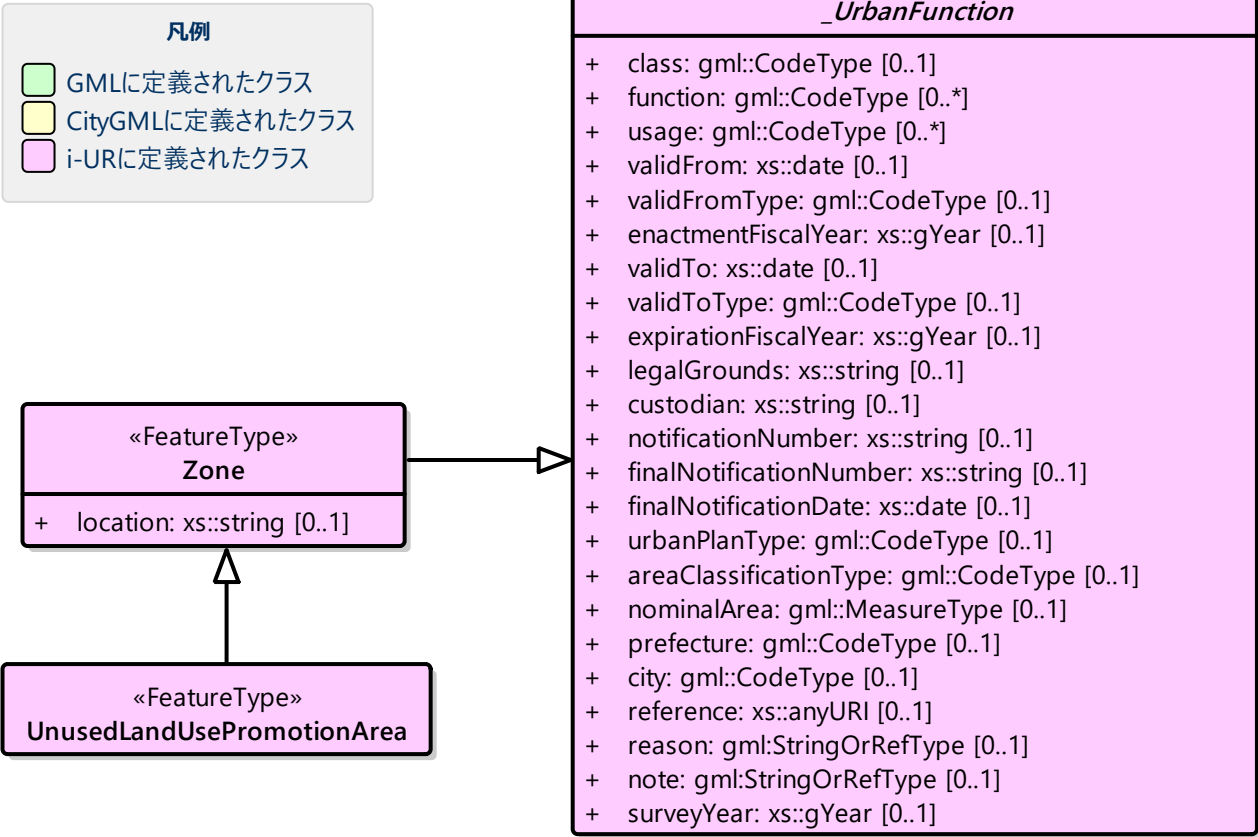 凡例
GMLに定義されたクラス
CityGMLに定義されたクラス
i-URに定義されたクラス
_UrbanFunction
+ class: gml::CodeType [0..1]
+ function: gml::CodeType [0..*]
+ usage: gml::CodeType [0..*]
+ validFrom: xs::date [0..1]
+ validFromType: gml::CodeType [0..1]
+ enactmentFiscalYear: xs::gYear [0..1]
+ validTo: xs::date [0..1]
+ validToType: gml::CodeType [0..1]
+ expirationFiscalYear: xs::gYear [0..1]
+ legalGrounds: xs::string [0..1]
+ custodian: xs::string [0..1]
+ notificationNumber: xs::string [0..1]
+ finalNotificationNumber: xs::string [0..1]
+ finalNotificationDate: xs::date [0..1]
+ urbanPlanType: gml::CodeType [0..1]
+ areaClassificationType: gml::CodeType [0..1]
+ nominalArea: gml::MeasureType [0..1]
+ prefecture: gml::CodeType [0..1]
+ city: gml::CodeType [0..1]
+ reference: xs::anyURI [0..1]
+ reason: gml:StringOrRefType [0..1]
+ note: gml:StringOrRefType [0..1]
+ surveyYear: xs::gYear [0..1]
«FeatureType»
Zone
+ location: xs::string [0..1]
«FeatureType»
UnusedLandUsePromotionArea